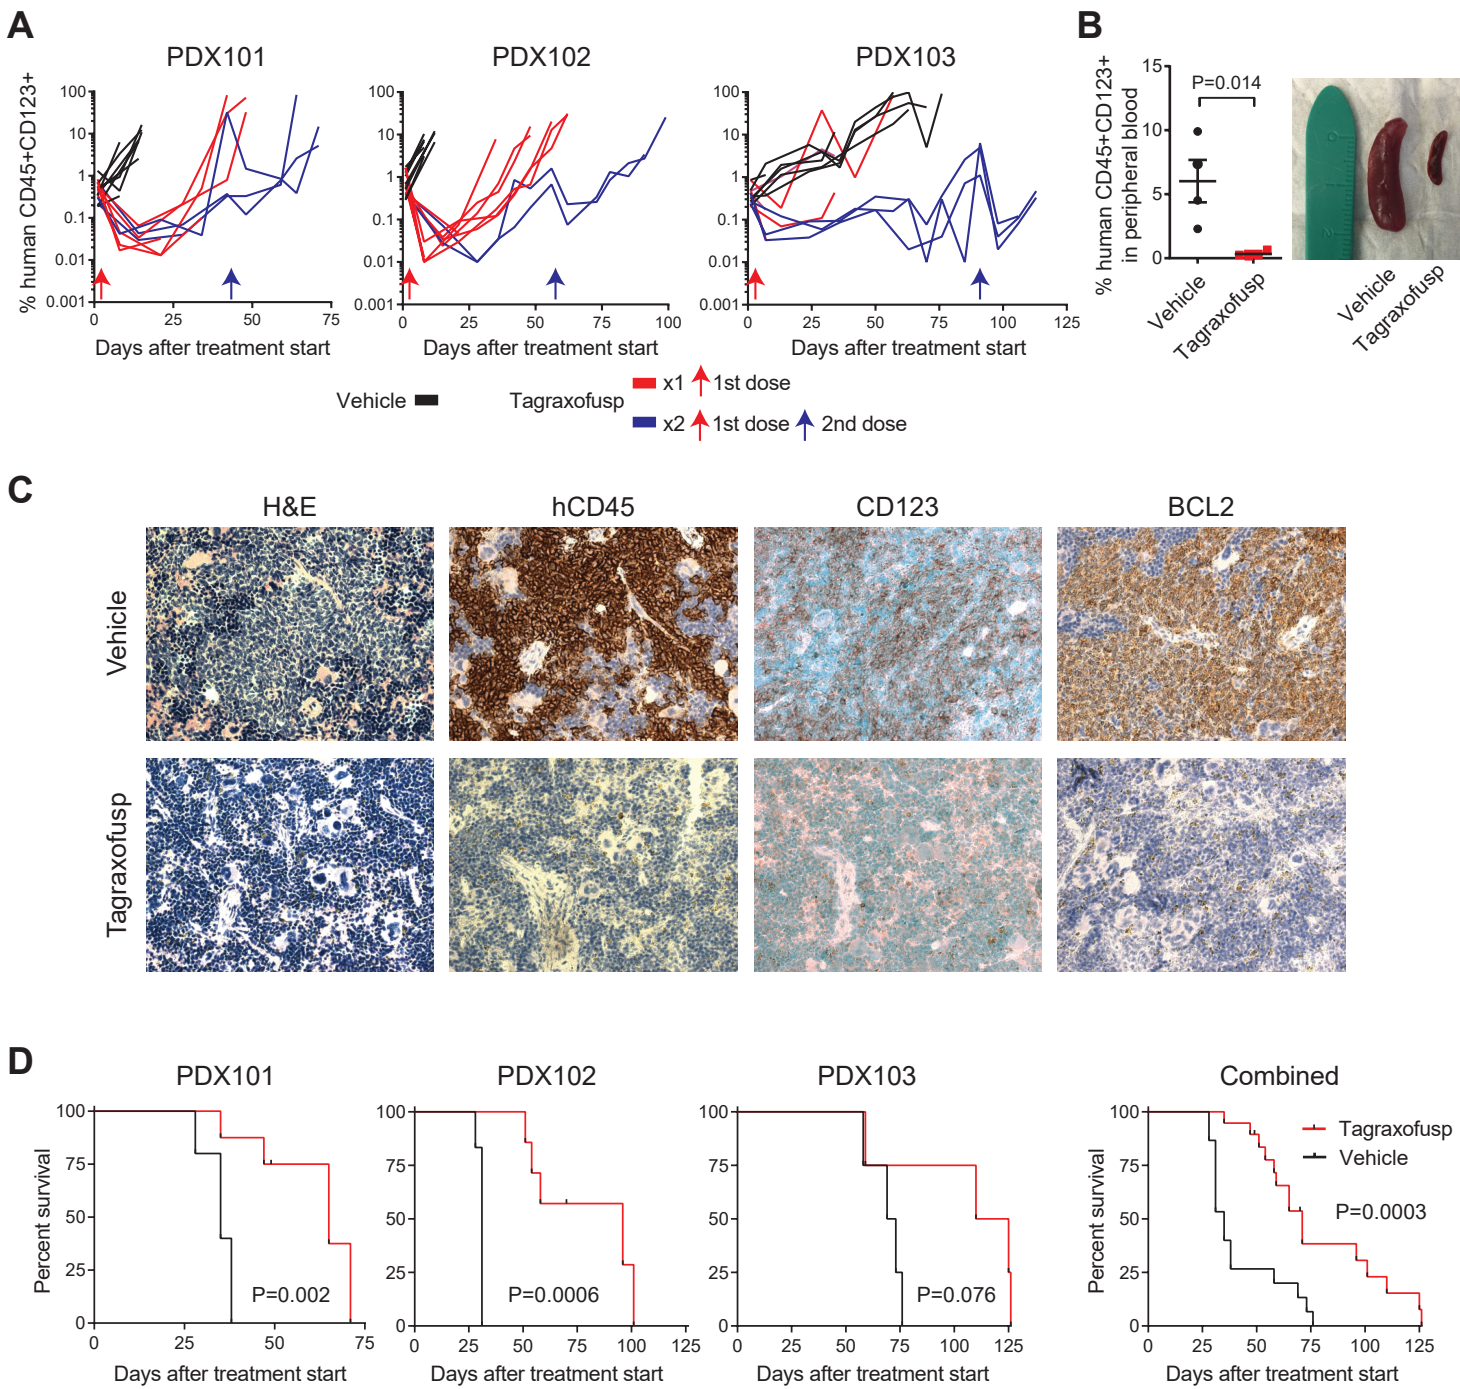 A
B
PDX101
PDX102
PDX103
% human CD45+CD123+
100
10
1
0.1
0.01
0.001
0
25
50
75
Days after treatment start
100
10
1
0.1
0.01
0.001
0
25
50
75
100
Days after treatment start
100
10
1
0.1
0.01
0.001
0
25
50
75
100
125
Days after treatment start
% human CD45+CD123+
in peripheral blood
15
10
5
0
P=0.014
Vehicle
Tagraxofusp
Vehicle
Tagraxofusp
Vehicle
Tagraxofusp
x1
1st dose
x2
1st dose
2nd dose
C
H&E
hCD45
CD123
BCL2
Vehicle
Tagraxofusp
D
PDX101
PDX102
PDX103
Combined
Percent survival
100
75
50
25
0
P=0.002
0
25
50
75
Days after treatment start
100
75
50
25
0
P=0.0006
0
25
50
75
100
125
Days after treatment start
100
75
50
25
0
P=0.076
0
25
50
75
100
125
Days after treatment start
Percent survival
100
75
50
25
0
Tagraxofusp
Vehicle
P=0.0003
0
25
50
75
100
125
Days after treatment start